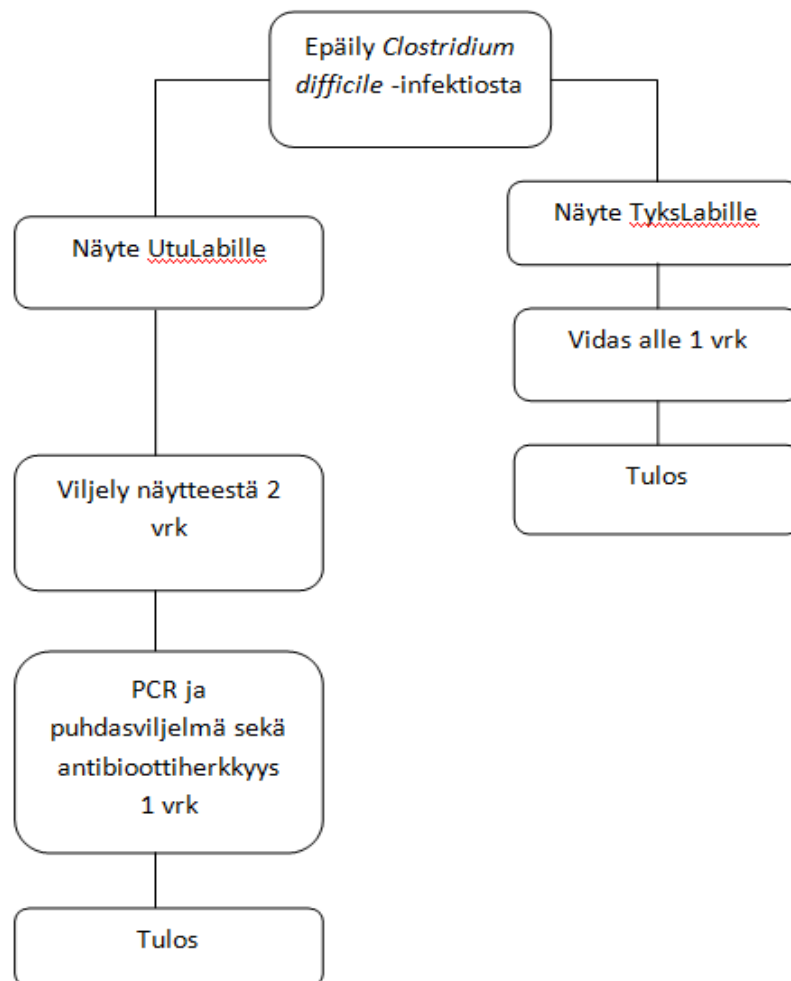 Epäily Clostridium
difficile -infektiosta
Näyte UtuLabille
Näyte TyksLabille
Vidas alle 1 vrk
Tulos
Viljely näytteestä 2
vrk
PCR ja
puhdasviljelmä sekä
antibioottiherkkyys
1 vrk
Tulos